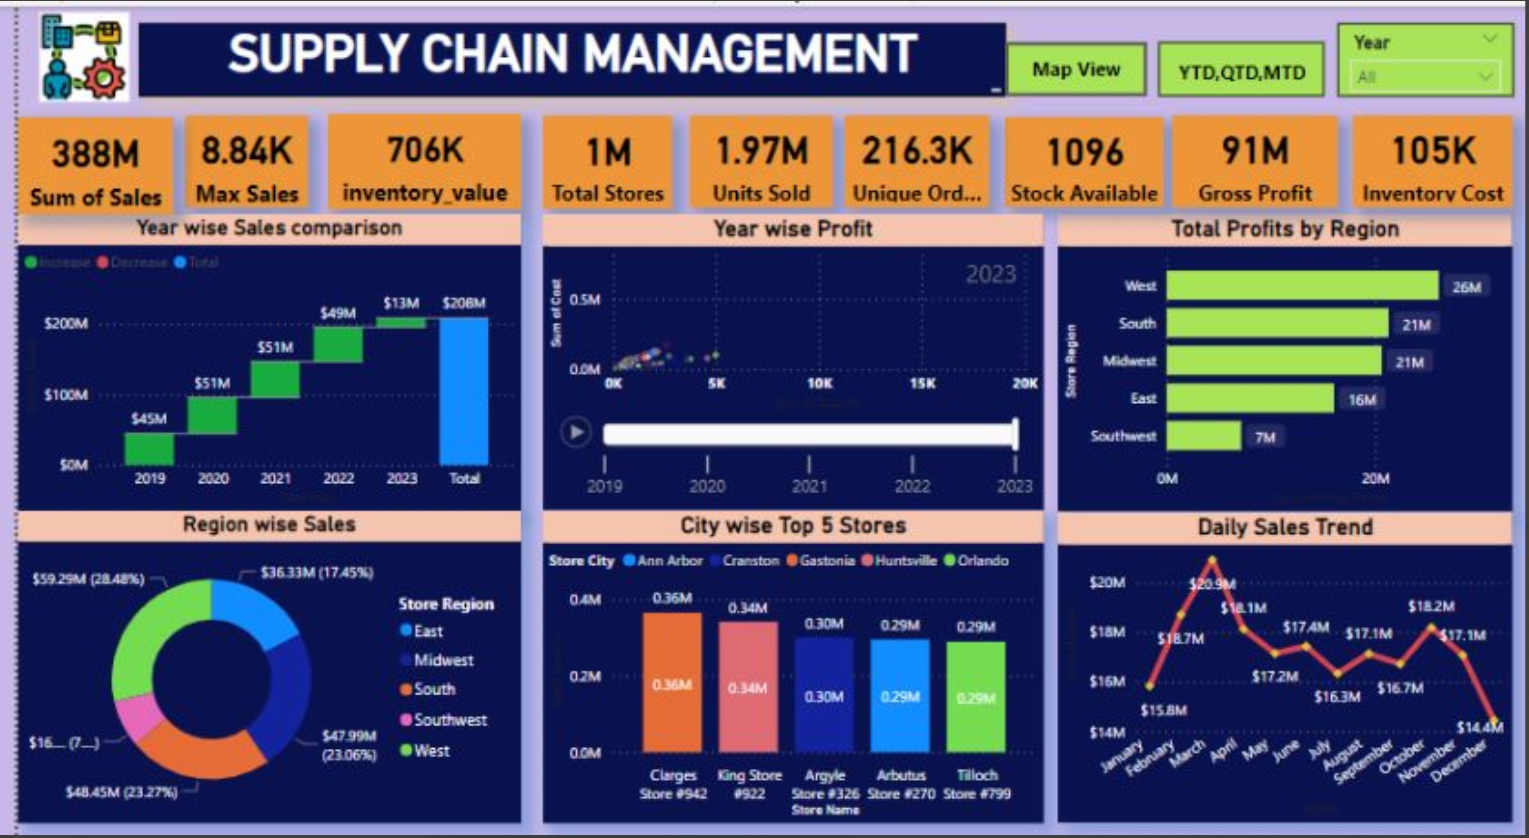 SUPPLY CHAIN MANAGEMENT
Map View
YTD,QTD,MTD
Year
All
388M
Sum of Sales
8.84K
Max Sales
706K
inventory_value
1M
Total Stores
1.97M
Units Sold
216.3K
Unique Ord...
1096
Stock Available
91M
Gross Profit
105K
Inventory Cost
Year wise Sales comparison
Increase Decrease Total
$200M
$100M
$0M
$45M
$51M
$51M
$49M
$13M
$208M
2019 2020 2021 2022 2023 Total
Year wise Profit
2023
Sum of Cost
0.5M
0.0M
0K 5K 10K 15K 20K
2019 2020 2021 2022 2023
Total Profits by Region
Store Region
West 26M
South 21M
Midwest 21M
East 16M
Southwest 7M
0M 20M
Region wise Sales
$59.29M (28.48%)
$36.33M (17.45%)
$16.... (7....)
$47.99M
(23.06%)
$48.45M (23.27%)
Store Region
East
Midwest
South
Southwest
West
City wise Top 5 Stores
Store City Ann Arbor Cranston Gastonia Huntsville Orlando
0.4M
0.2M
0.0M
0.36M 0.34M 0.30M 0.29M 0.29M
0.36M 0.34M 0.30M 0.29M 0.29M
Clarges King Store Argyle Arbutus Tilloch
Store #942 #922 Store #326 Store #270 Store #799
Store Name
Daily Sales Trend
$20M
$18M
$16M
$14M
$15.8M
$18.7M
$20.9M
$18.1M
$17.2M
$17.4M
$16.3M
$17.1M
$16.7M
$18.2M
$17.1M
$14.4M
January February March April May June July August September October November December